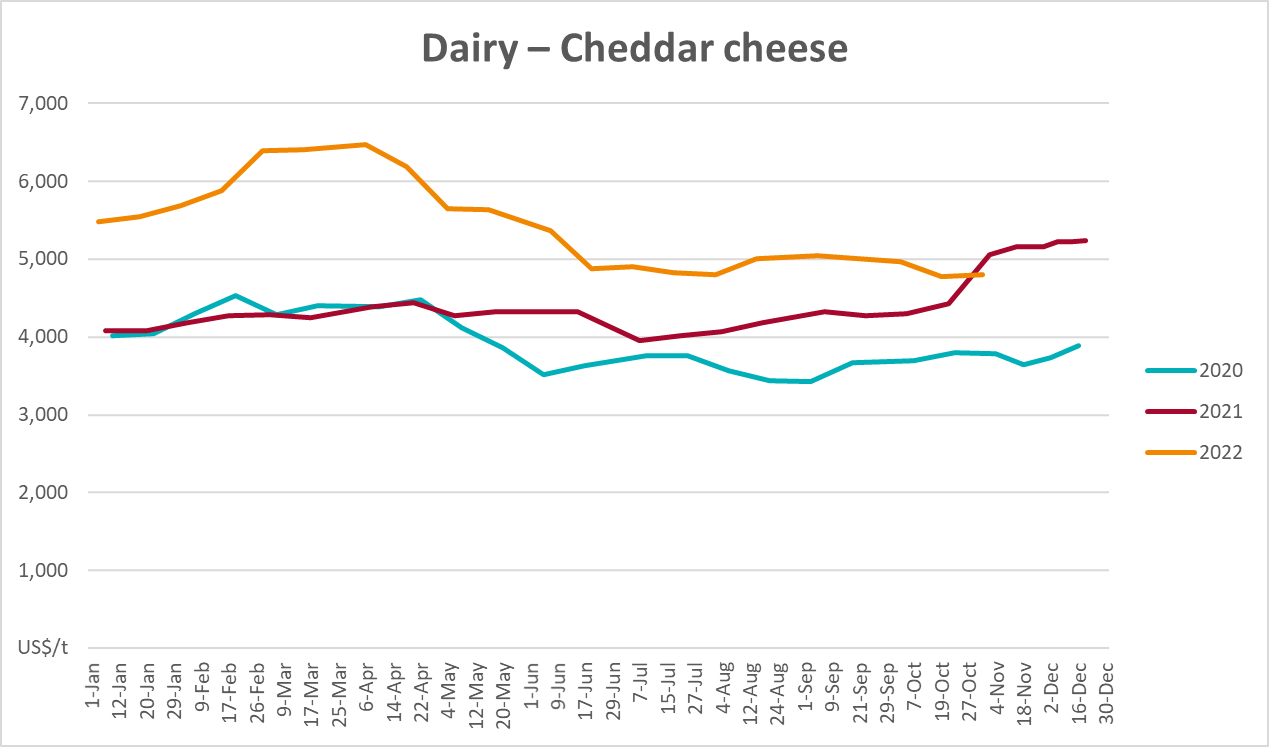 Dairy – Cheddar cheese
7,000
6,000
5,000
4,000
3,000
2,000
1,000
US$/t
1-Jan
12-Jan
20-Jan
29-Jan
9-Feb
17-Feb
26-Feb
9-Mar
17-Mar
25-Mar
6-Apr
14-Apr
22-Apr
4-May
12-May
20-May
1-Jun
9-Jun
17-Jun
29-Jun
7-Jul
15-Jul
27-Jul
4-Aug
12-Aug
24-Aug
1-Sep
9-Sep
21-Sep
29-Sep
7-Oct
19-Oct
27-Oct
4-Nov
18-Nov
2-Dec
16-Dec
30-Dec
2020
2021
2022